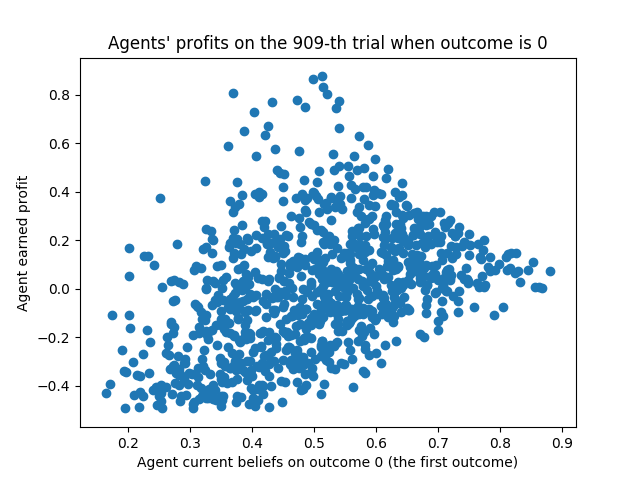 Agents' profits on the 909-th trial when outcome is 0
Agent earned profit
0.8
0.6
0.4
0.2
0.0
−0.2
−0.4
0.2 0.3 0.4 0.5 0.6 0.7 0.8 0.9
Agent current beliefs on outcome 0 (the first outcome)